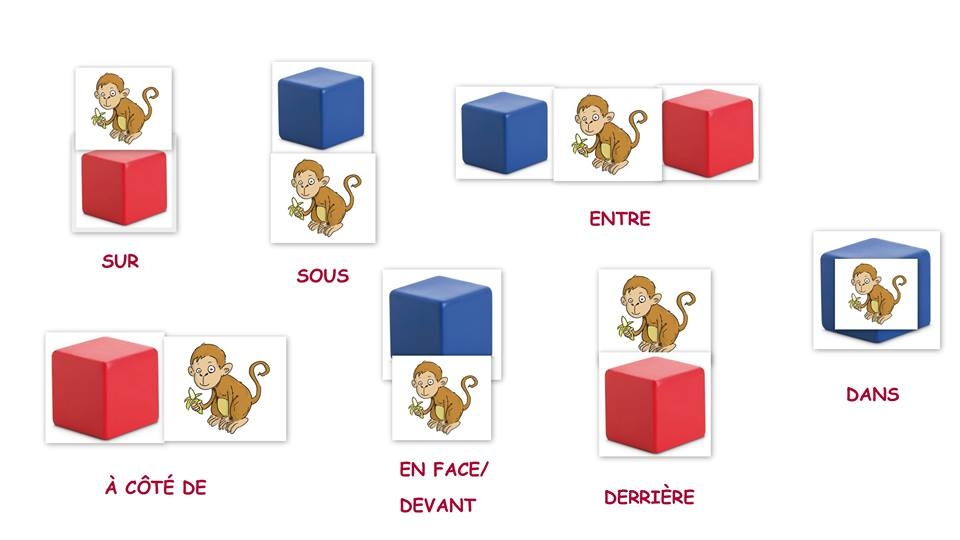 SUR
SOUS
ENTRE
À CÔTÉ DE
EN FACE/
DEVANT
DERRIÈRE
DANS